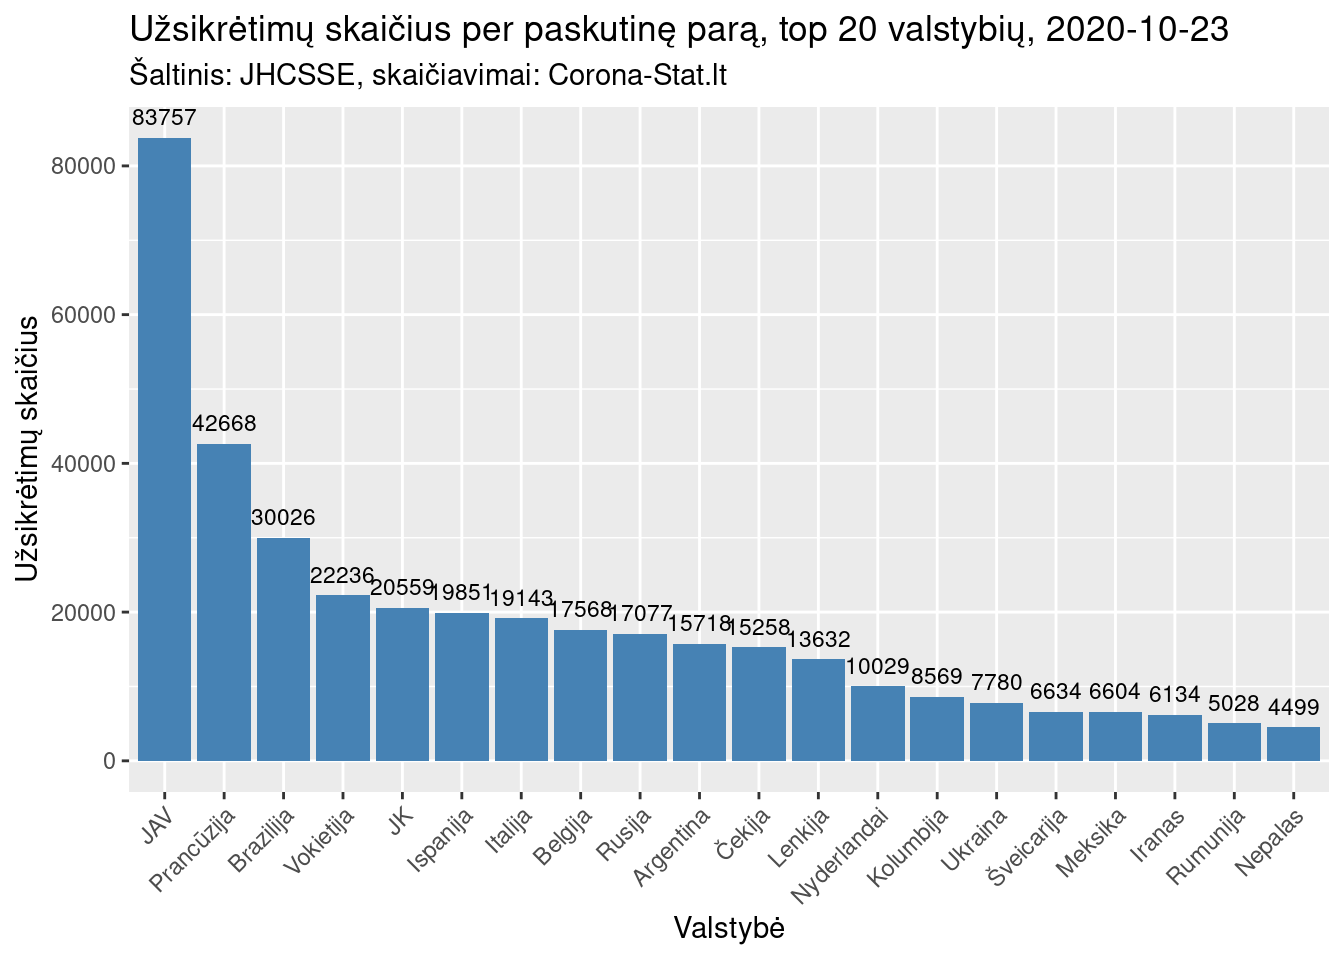 Užsikrėtimų skaičius per paskutinę parą, top 20 valstybių, 2020-10-23
Šaltinis: JHCSSE, skaičiavimai: Corona-Stat.lt
Užsikrėtimų skaičius
80000
60000
40000
20000
0
83757
42668
30026
22236
20559
19851
19143
17568
17077
15718
15258
13632
10029
8569
7780
6634
6604
6134
5028
4499
JAV
Prancūzija
Brazilija
Vokietija
JK
Ispanija
Italija
Belgija
Rusija
Argentina
Čekija
Lenkija
Nyderlandai
Kolumbija
Ukraina
Šveicarija
Meksika
Iranas
Rumunija
Nepalas
Valstybė